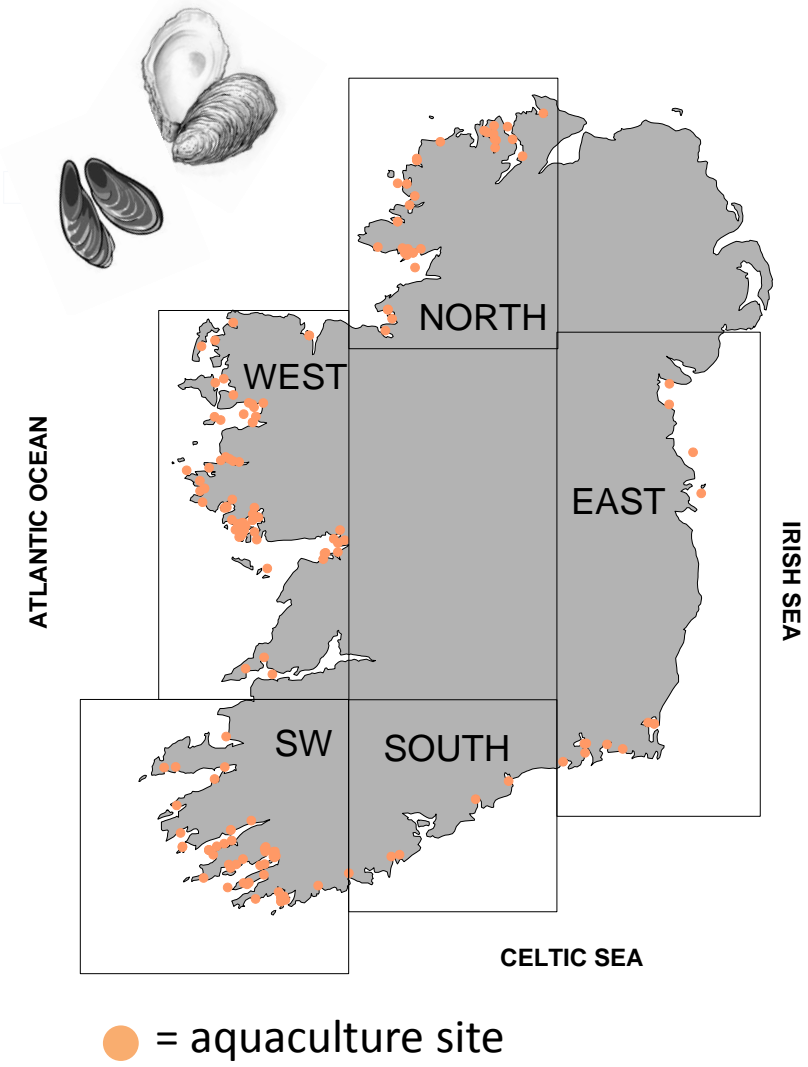 NORTH
WEST
ATLANTIC OCEAN
EAST
IRISH SEA
SW
SOUTH
CELTIC SEA
= aquaculture site